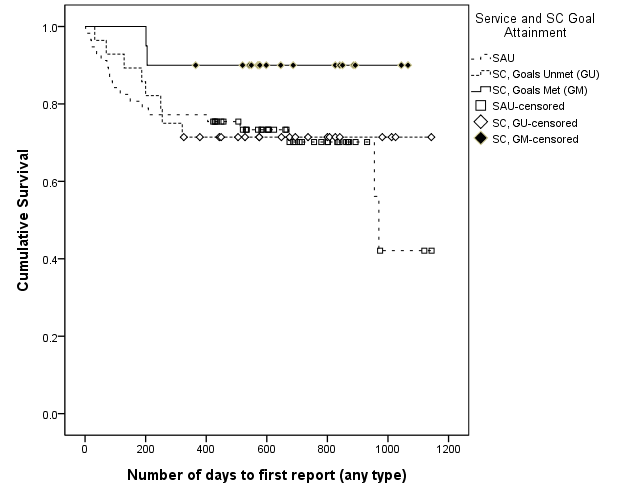 Service and SC Goal
Attainment
SAU
SC, Goals Unmet (GU)
SC, Goals Met (GM)
SAU-censored
SC, GU-censored
SC, GM-censored
Cumulative Survival
1.0
0.8
0.6
0.4
0.2
0.0
0 200 400 600 800 1000 1200
Number of days to first report (any type)